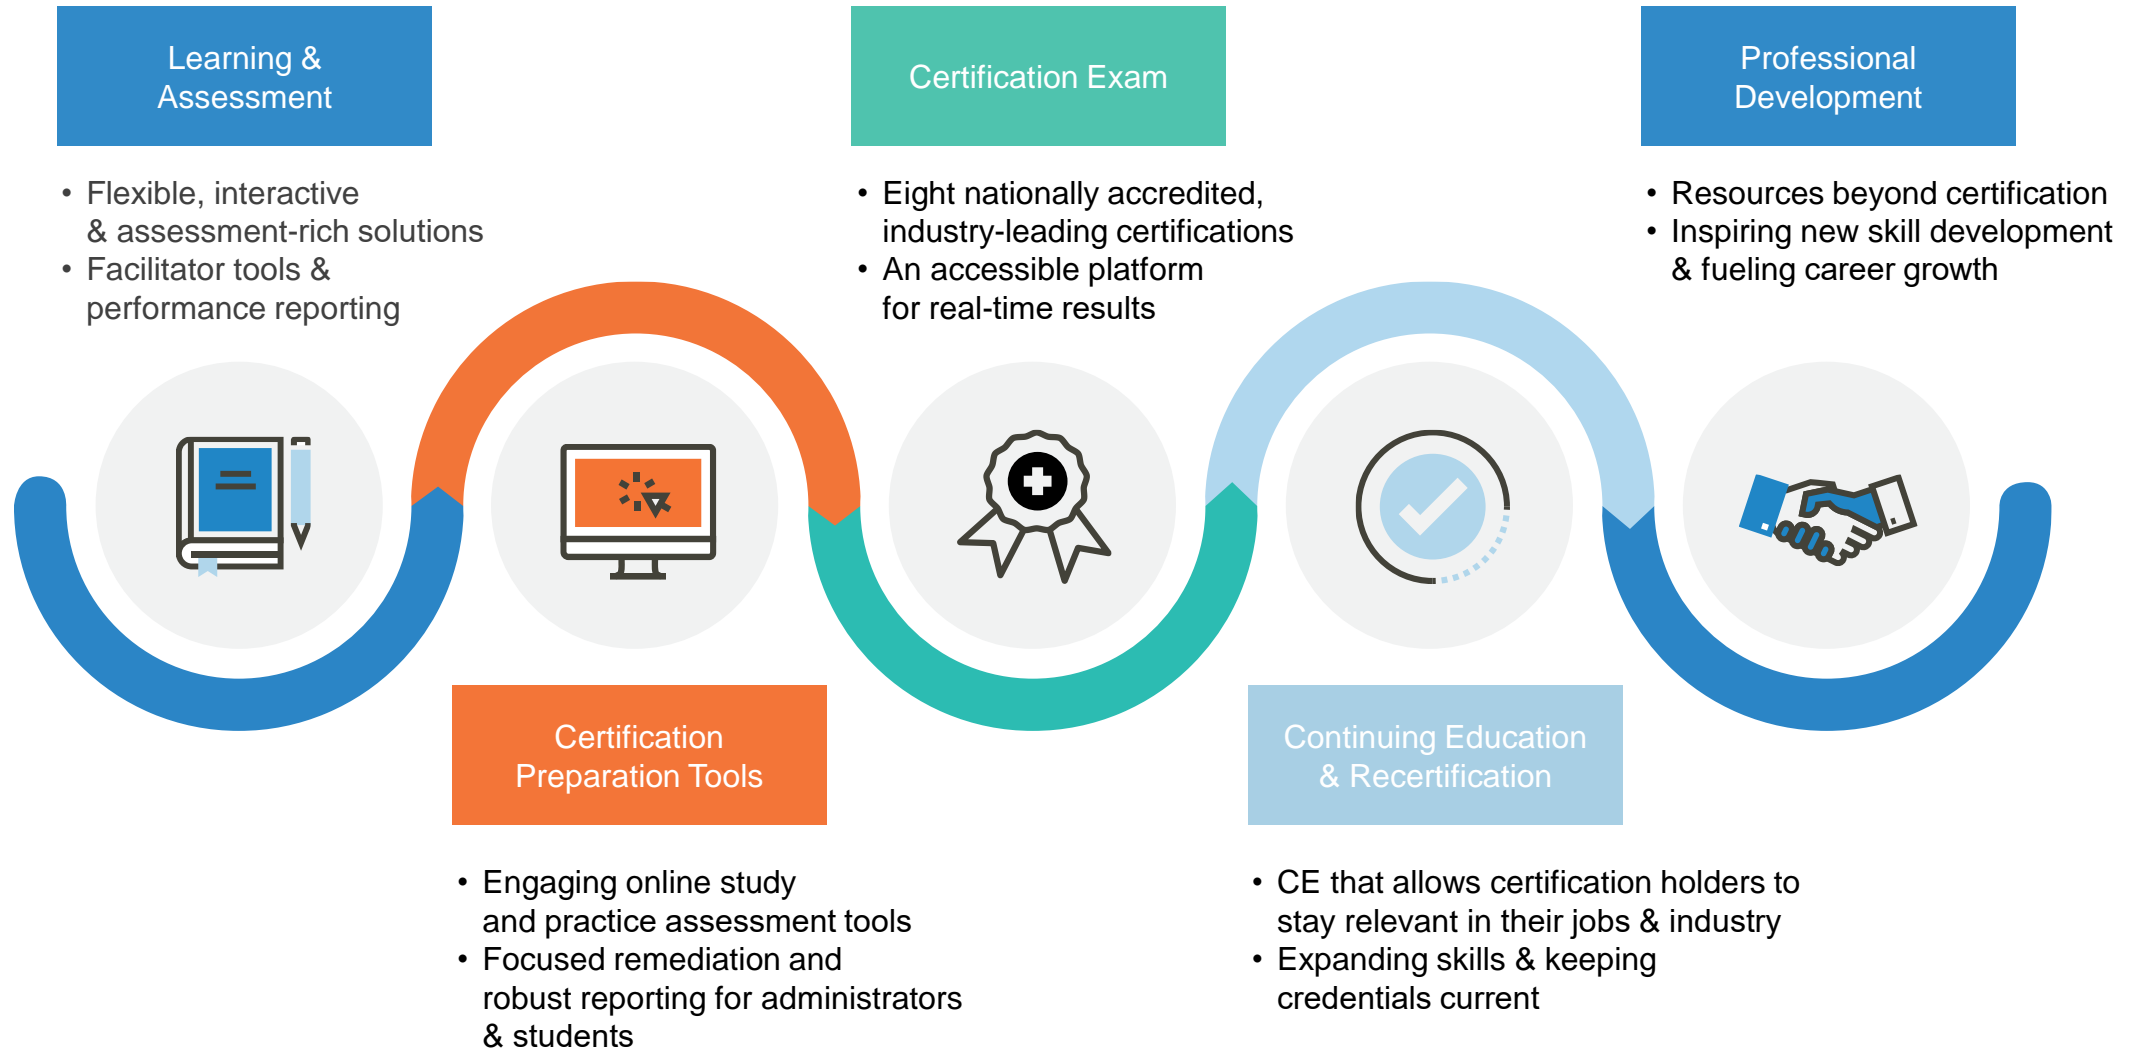 Learning &
Assessment
• Flexible, interactive
& assessment-rich solutions
• Facilitator tools &
performance reporting
Certification
Preparation Tools
• Engaging online study
and practice assessment tools
• Focused remediation and
robust reporting for administrators
& students
Certification Exam
• Eight nationally accredited,
industry-leading certifications
• An accessible platform
for real-time results
Continuing Education
& Recertification
• CE that allows certification holders to
stay relevant in their jobs & industry
• Expanding skills & keeping
credentials current
Professional
Development
• Resources beyond certification
• Inspiring new skill development
& fueling career growth